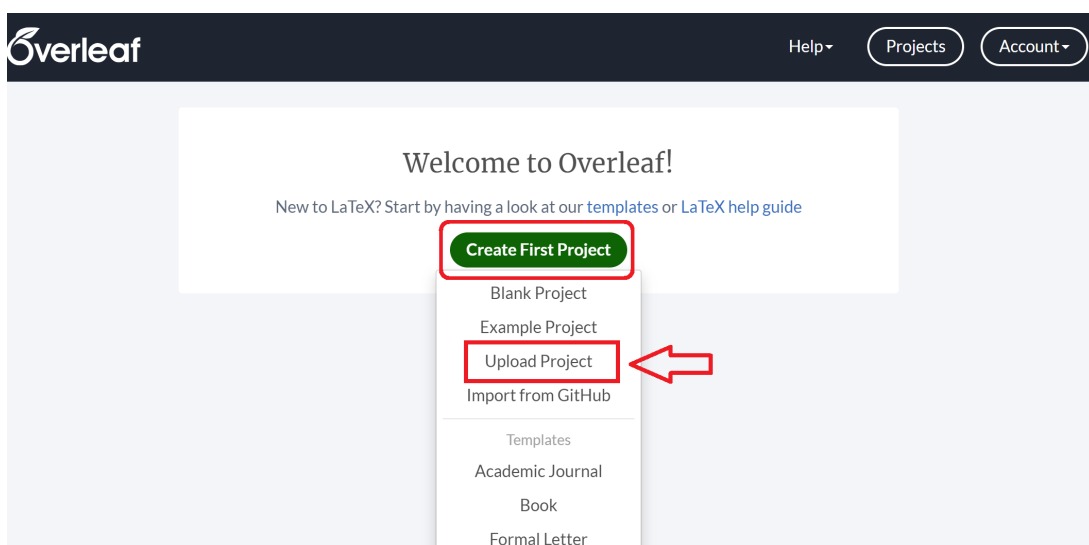 Overleaf
Help
Projects
Account
Welcome to Overleaf!
New to LaTeX? Start by having a look at our templates or LaTeX help guide
Create First Project
Blank Project
Example Project
Upload Project
Import from GitHub
Templates
Academic Journal
Book
Formal Letter